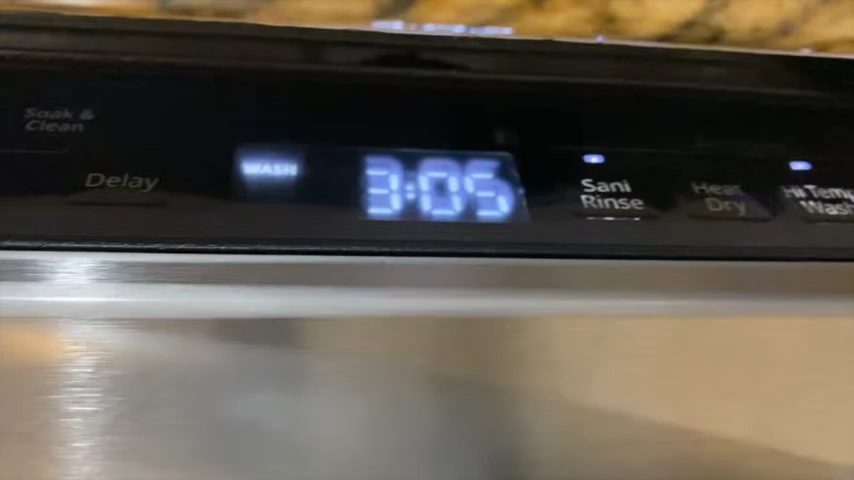 Soak &
Clean
Delay
WASH
3:05
Sani
Rinse
Heat
Dry
Hi Temp
Wash